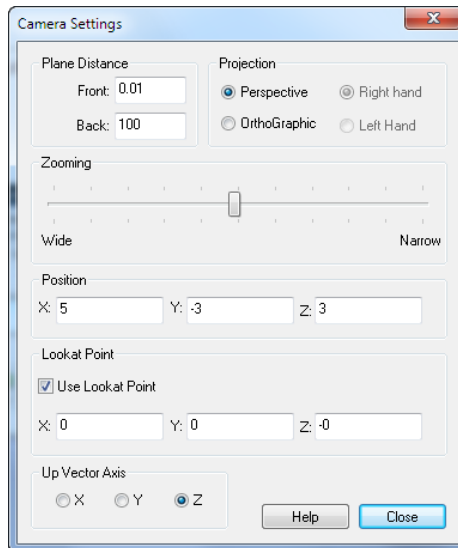 Camera Settings
Plane Distance
Front: 0.01
Back: 100
Projection
Perspective Right hand
OrthoGraphic Left Hand
Zooming
Wide Narrow
Position
X: 5 Y: -3 Z: 3
Lookat Point
Use Lookat Point
X: 0 Y: 0 Z: -0
Up Vector Axis
X Y Z
Help Close